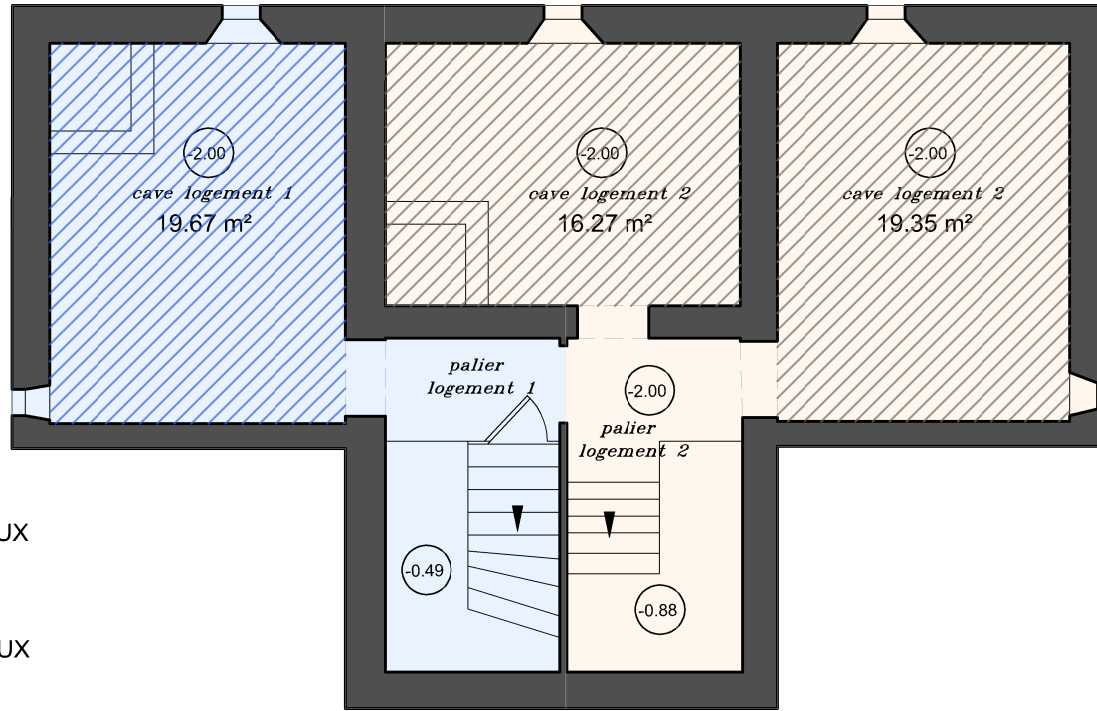 -2.00
cave logement 1
19.67 m²
-2.00
cave logement 2
16.27 m²
-2.00
cave logement 2
19.35 m²
palier
logement 1
-2.00
palier
logement 2
UX
-0.49
-0.88
UX